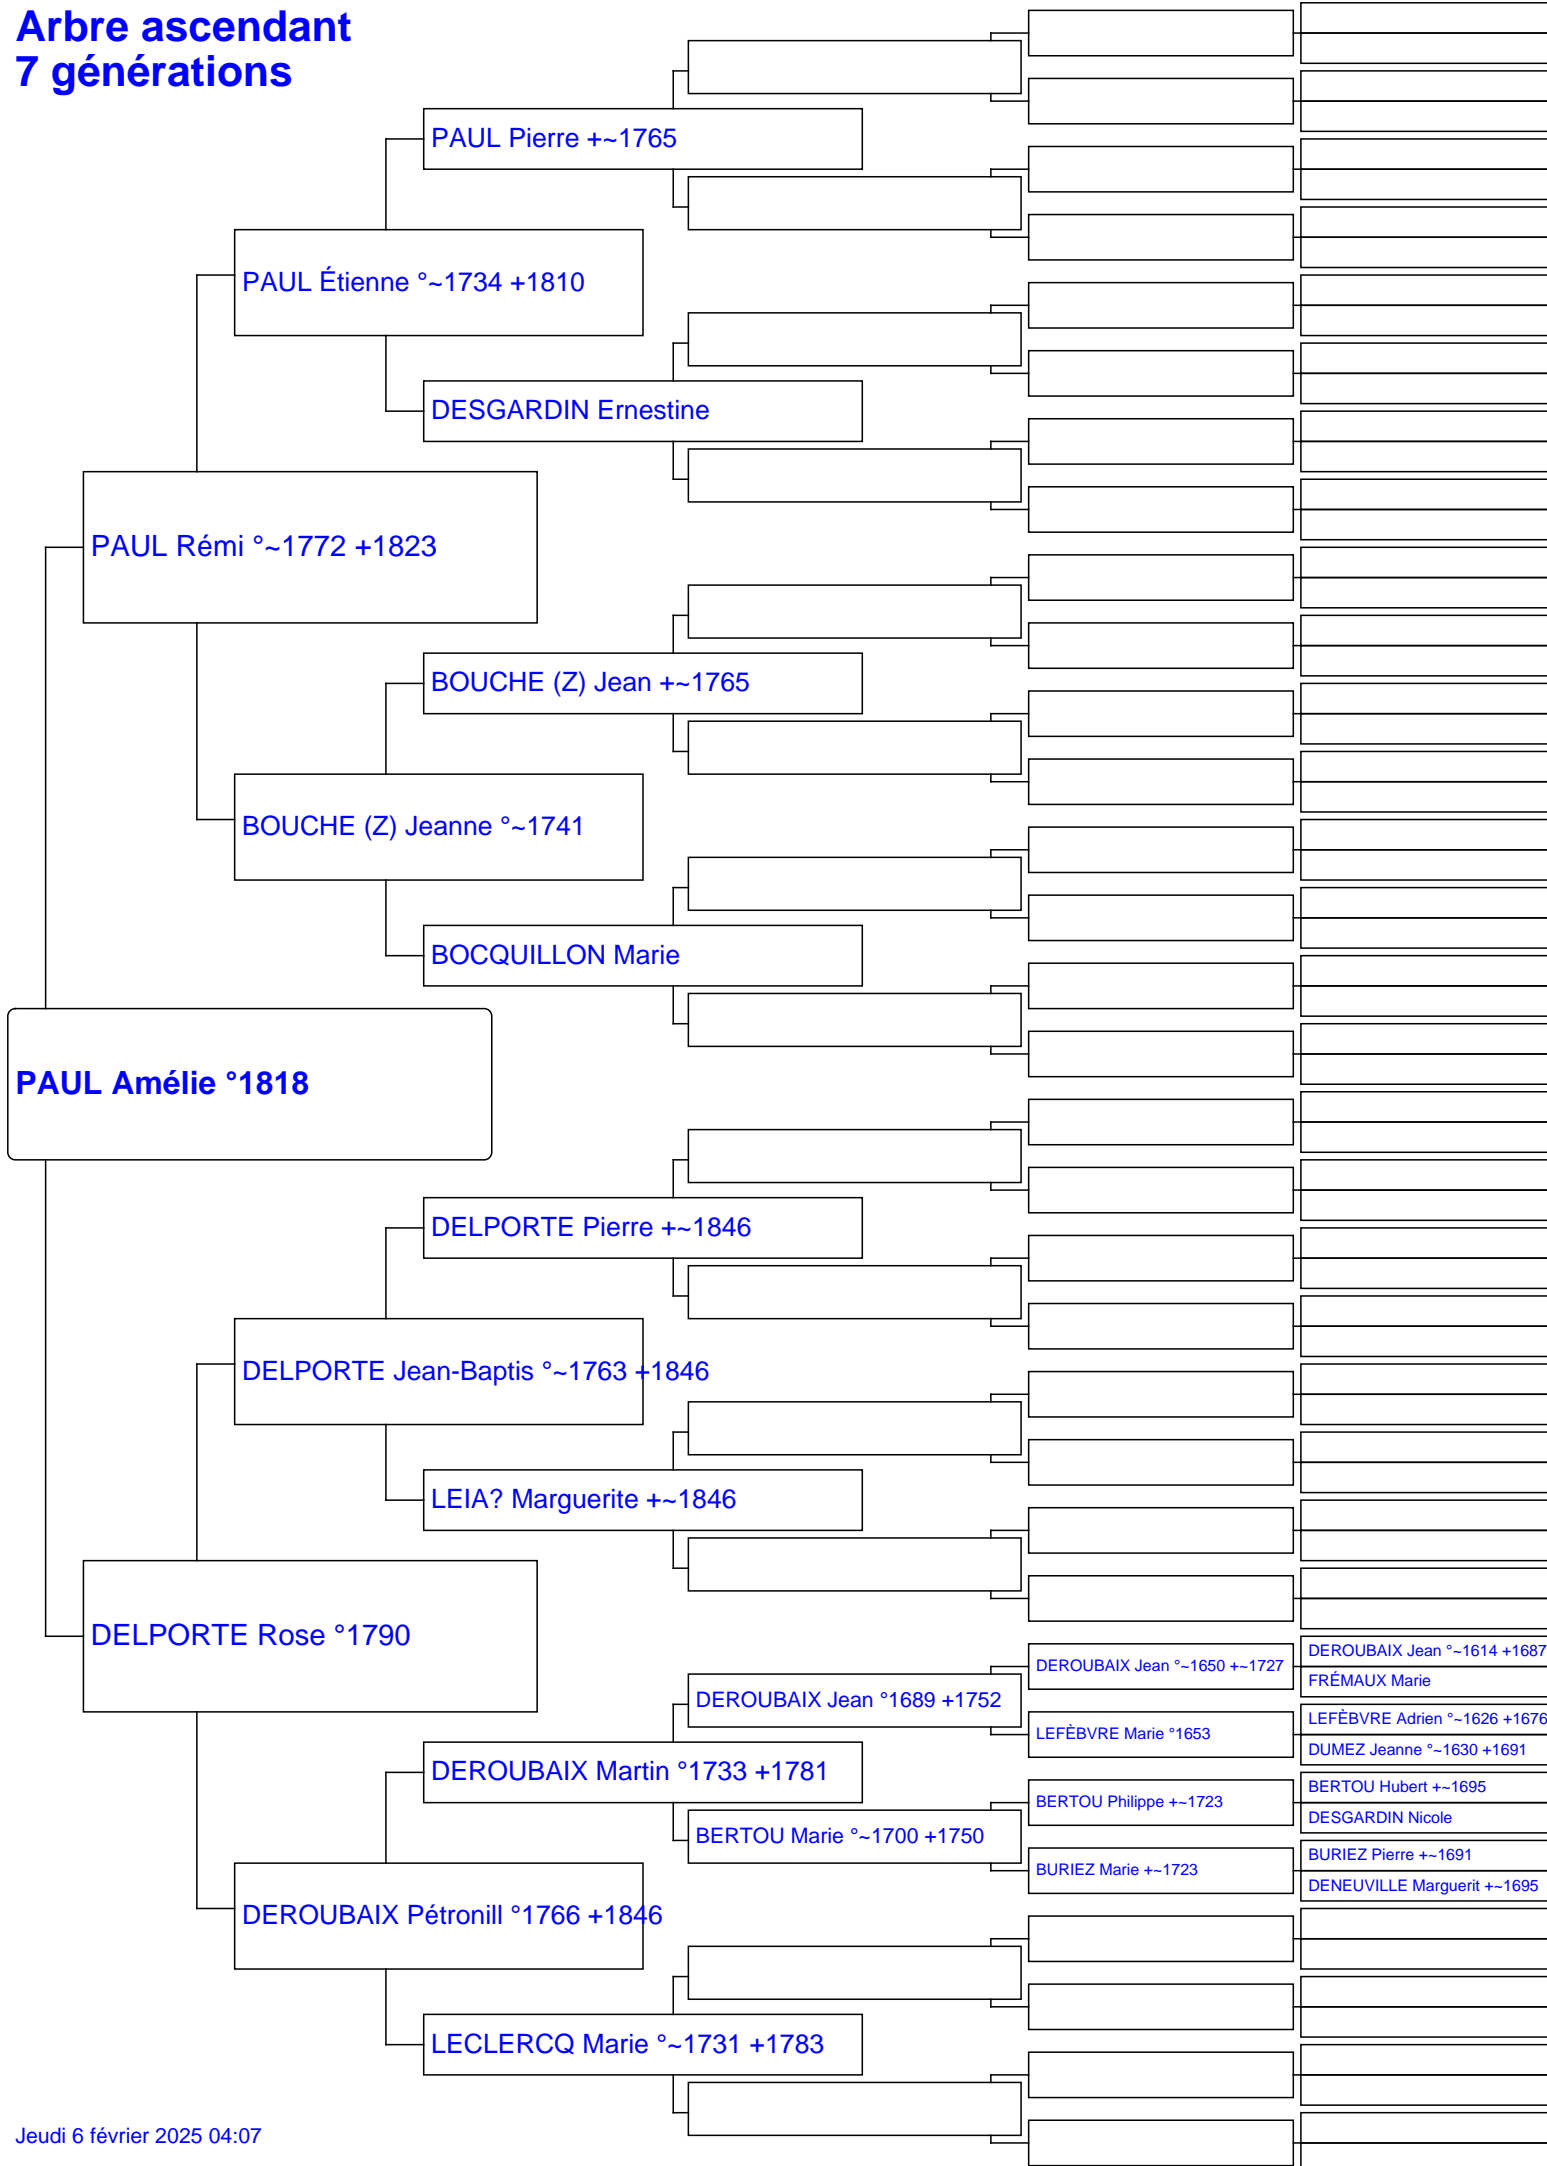 Arbre ascendant
7 générations
PAUL Pierre +~1765
PAUL Étienne °~1734 +1810
DESGARDIN Ernestine
PAUL Rémi °~1772 +1823
BOUCHE (Z) Jean +~1765
BOUCHE (Z) Jeanne °~1741
BOCQUILLON Marie
PAUL Amélie °1818
DELPORTE Pierre +~1846
DELPORTE Jean-Baptis °~1763 +1846
LEIA? Marguerite +~1846
DELPORTE Rose °1790
DEROUBAIX Jean °~1614 +1687
DEROUBAIX Jean °~1650 +~1727
FRÉMAUX Marie
DEROUBAIX Jean °1689 +1752
LEFÈBVRE Adrien °~1626 +1676
LEFÈBVRE Marie °1653
DUMEZ Jeanne °~1630 +1691
DEROUBAIX Martin °1733 +1781
BERTOU Hubert +~1695
BERTOU Philippe +~1723
DESGARDIN Nicole
BERTOU Marie °~1700 +1750
BURIEZ Pierre +~1691
BURIEZ Marie +~1723
DENEUVILLE Marguerit +~1695
DEROUBAIX Pétronill °1766 +1846
LECLERCQ Marie °~1731 +1783
Jeudi 6 février 2025 04:07